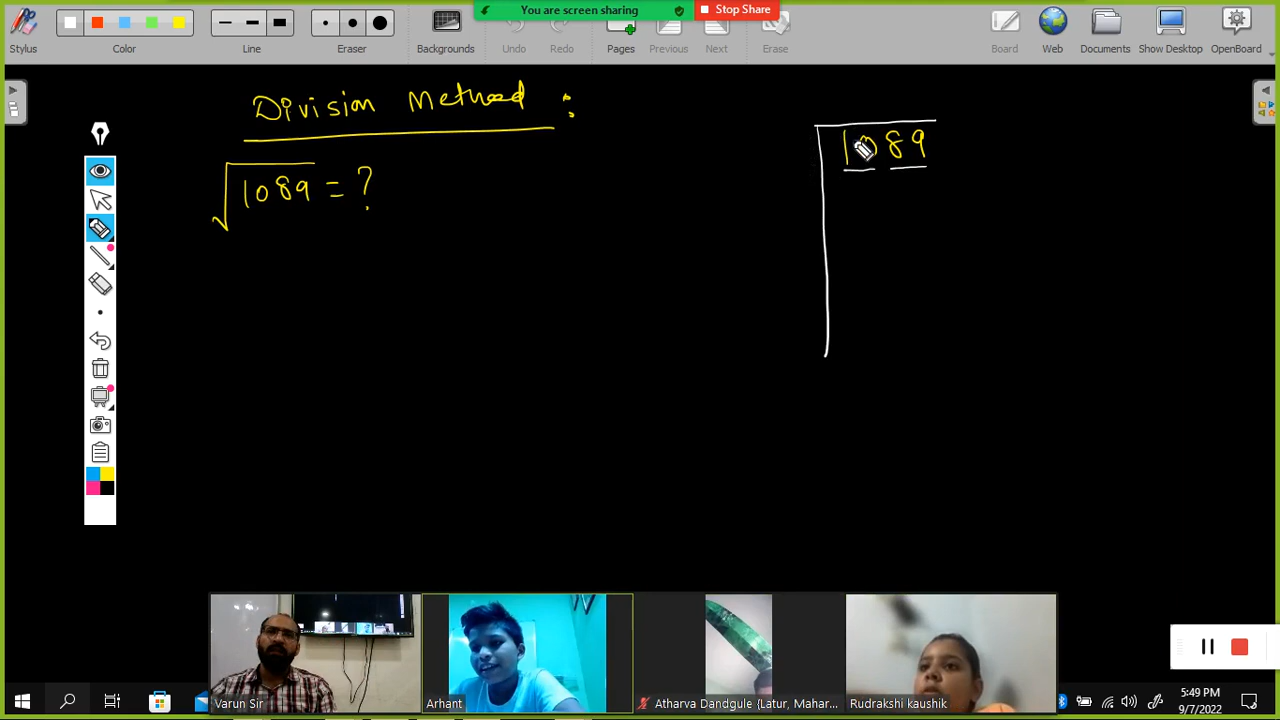 You are screen sharing
Stop Share
Stylus
Color
Line
Eraser
Backgrounds
Undo
Redo
Pages
Previous
Next
Erase
Board
Web
Documents
Show Desktop
OpenBoard
Division Method :
√1089 = ?
1089
Varun Sir
Arhant
Atharva Dandgule {Latur, Mahar...
Rudrakshi kaushik
5:49 PM
9/7/2022